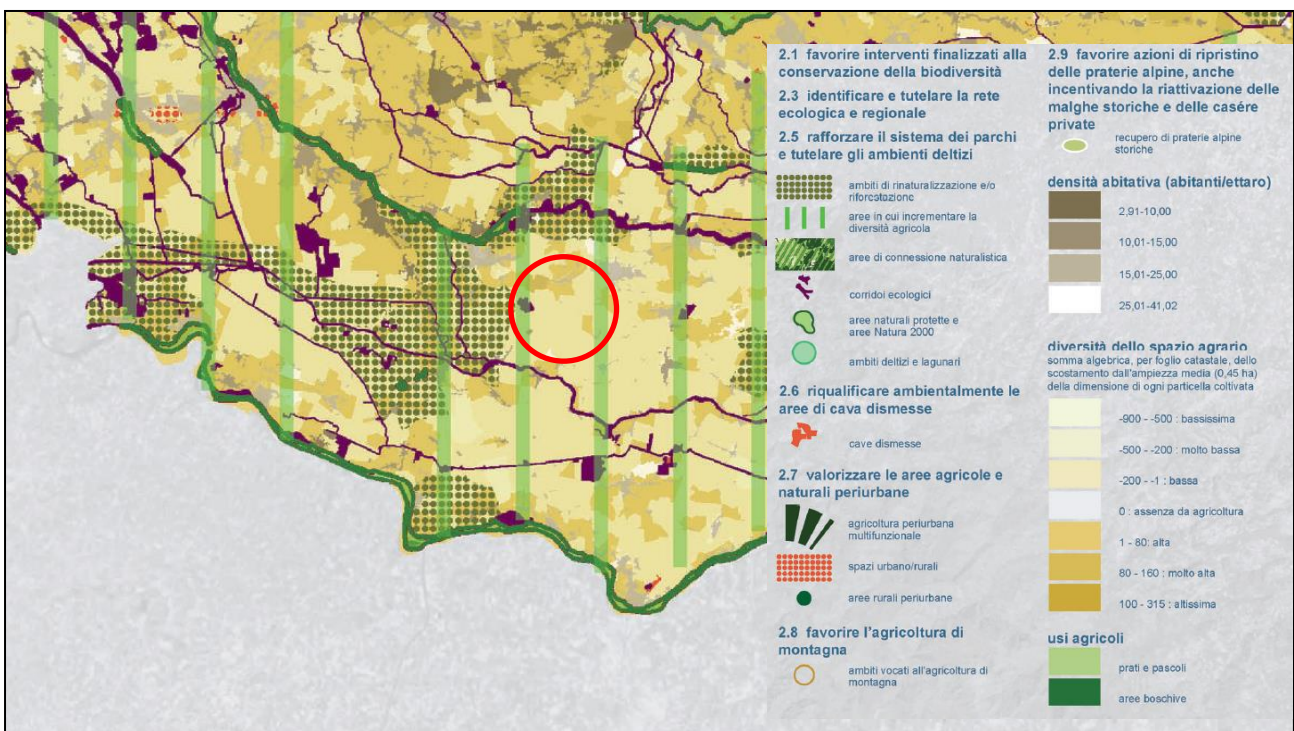 2.1 favorire interventi finalizzati alla
conservazione della biodiversità
2.3 identificare e tutelare la rete
ecologica e regionale
2.5 rafforzare il sistema dei parchi
e tutelare gli ambienti deltizi
ambiti di rinaturalizzazione e/o
riforestazione
aree in cui incrementare la
diversità agricola
aree di connessione naturalistica
corridoi ecologici
aree naturali protette e
aree Natura 2000
ambiti deltizi e lagunari
2.6 riqualificare ambientalmente le
aree di cava dismesse
cave dismesse
2.7 valorizzare le aree agricole e
naturali periurbane
agricoltura periurbana
multifunzionale
spazi urbano/rurali
aree rurali periurbane
2.8 favorire l'agricoltura di
montagna
ambiti vocati all'agricoltura di
montagna
2.9 favorire azioni di ripristino
delle praterie alpine, anche
incentivando la riattivazione delle
malghe storiche e delle casére
private
recupero di praterie alpine
storiche
densità abitativa (abitanti/ettaro)
2,91-10,00
10,01-15,00
15,01-25,00
25,01-41,02
diversità dello spazio agrario
somma algebrica, per foglio catastale, dello
scostamento dall'ampiezza media (0,45 ha)
della dimensione di ogni particella coltivata
-900 - -500 : bassissima
-500 - -200 : molto bassa
-200 - -1 : bassa
0 : assenza da agricoltura
1 - 80: alta
80 - 160 : molto alta
100 - 315 : altissima
usi agricoli
prati e pascoli
aree boschive